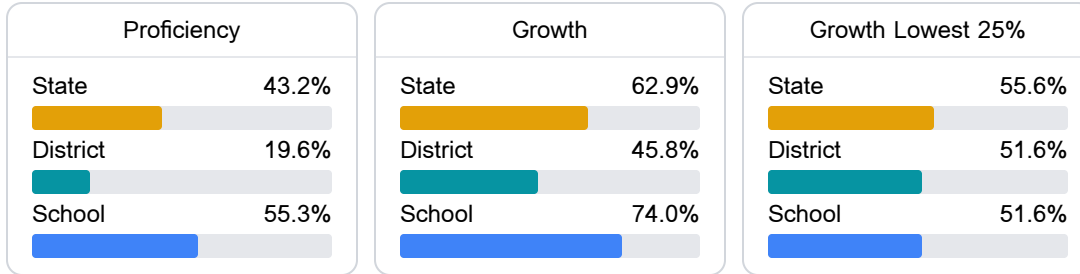 Proficiency
State 43.2%
District 19.6%
School 55.3%
Growth
State 62.9%
District 45.8%
School 74.0%
Growth Lowest 25%
State 55.6%
District 51.6%
School 51.6%